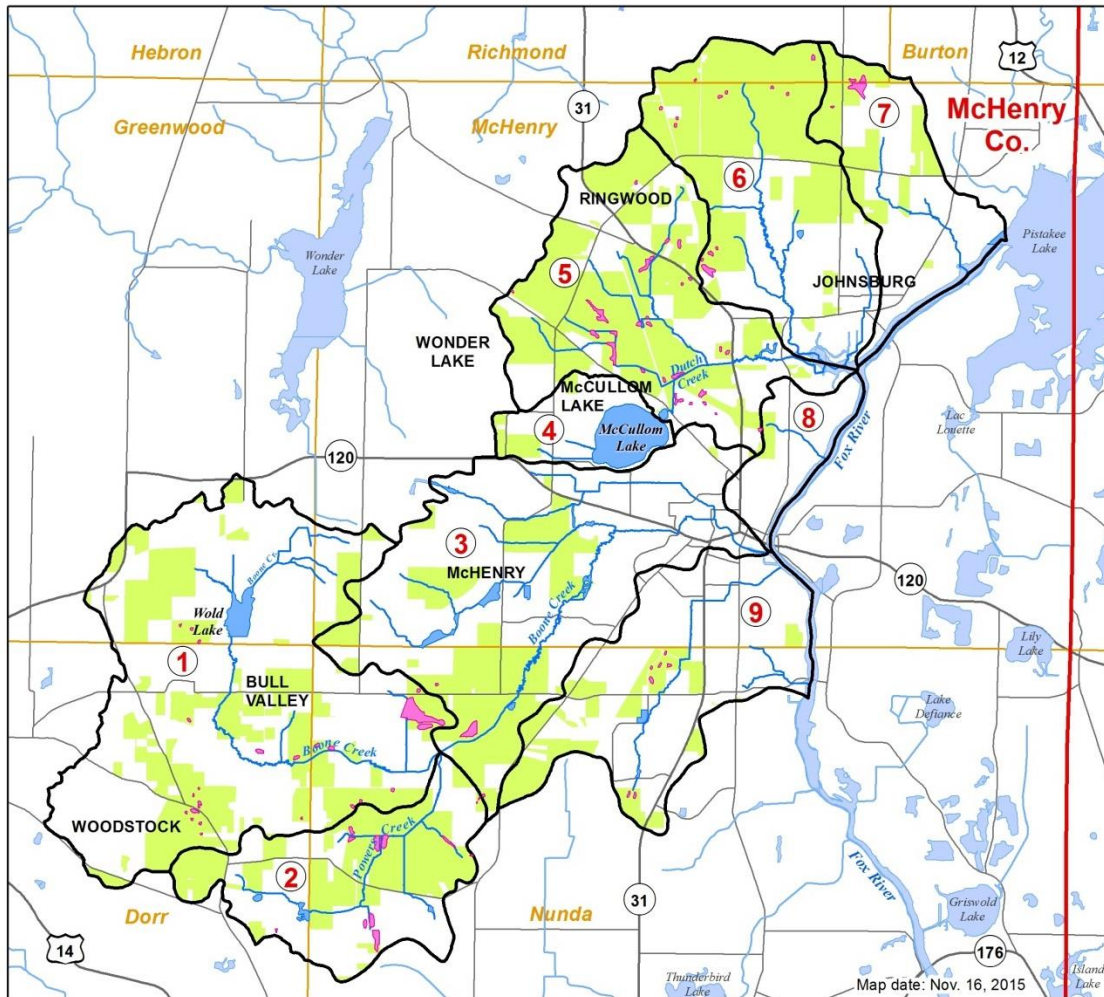 Hebron
Richmond
Burton
12
Greenwood
31
McHenry
7
McHenry
Co.
6
RINGWOOD
Pistakee
Lake
Wonder
Lake
5
JOHNSBURG
WONDER
LAKE
Dutch
Creek
McCULLOM
LAKE
8
Lac
Louette
4
McCullom
Lake
Fox River
120
3
McHENRY
Boone Cr.
120
9
Wold
Lake
Boone Creek
Lily
Lake
1
BULL
VALLEY
Lake
Defiance
Boone Creek
WOODSTOCK
Powers Creek
2
Fox River
Dorr
Nunda
31
Griswold
Lake
14
176
Thunderbird
Lake
Island
Lake
Map date: Nov. 16, 2015